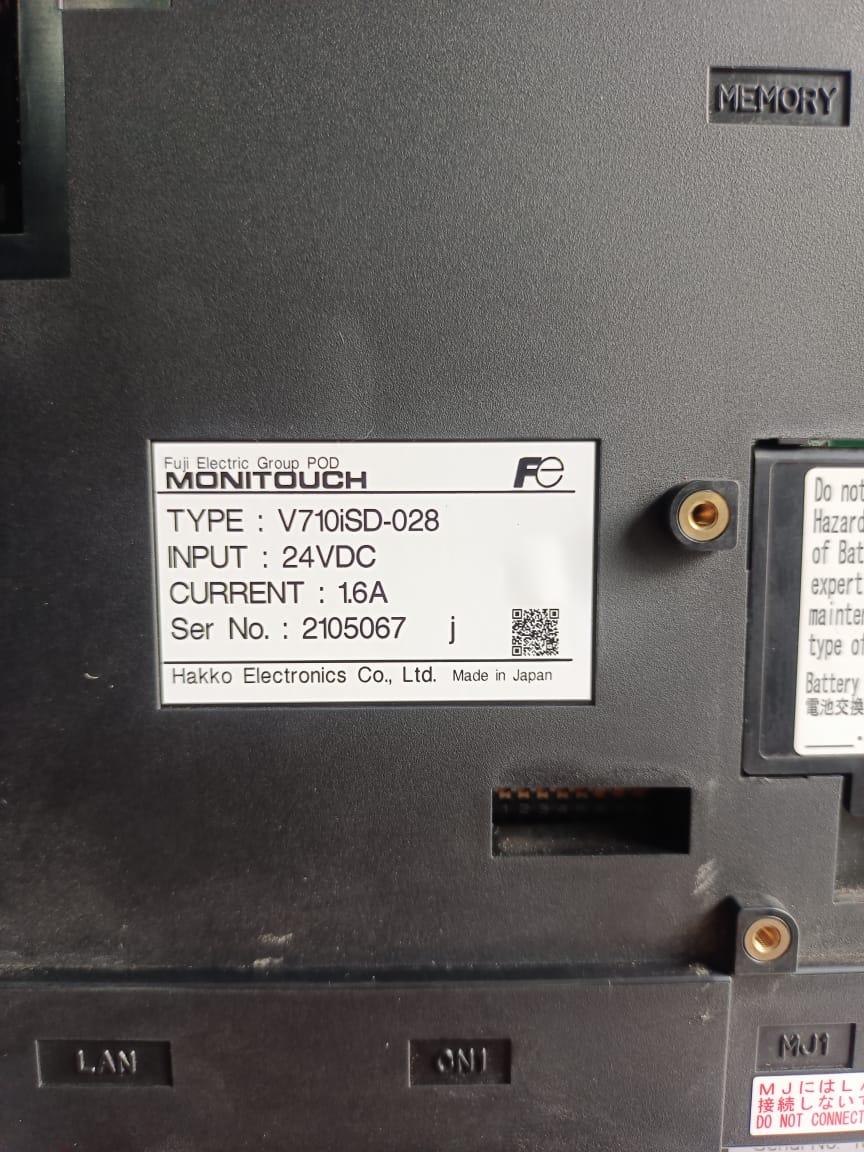 MEMORY
Fuji Electric Group POD
MONITOUCH
Fe
TYPE : V710iSD-028
INPUT : 24VDC
CURRENT : 1.6A
Ser No. : 2105067 j
Hakko Electronics Co., Ltd. Made in Japan
Do not
Hazard
of Bat
expert
mainte
type of
Battery
電池交換
LAN
CN1
MJ1
MJにはLA
接続しないで
DO NOT CONNECT